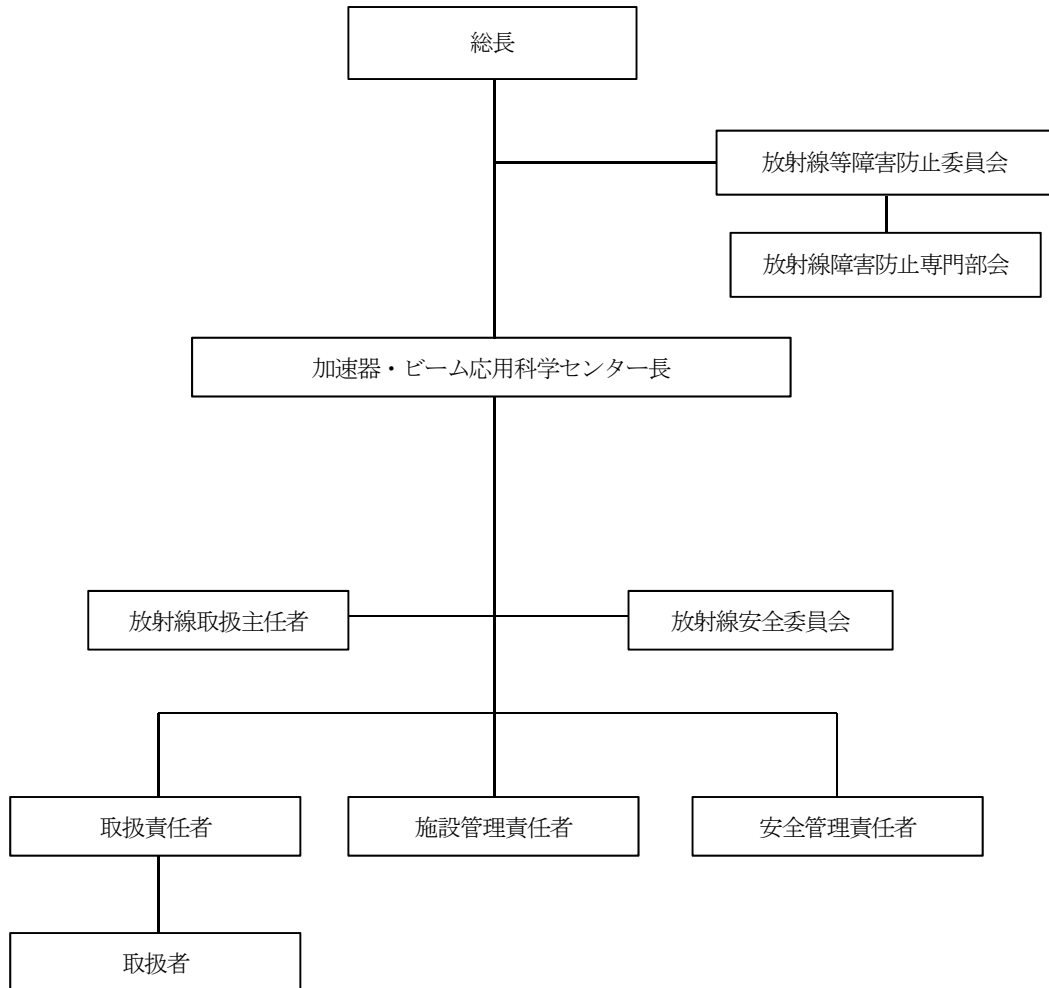 総長
放射線等障害防止委員会
放射線障害防止専門部会
加速器・ビーム応用科学センター長
放射線取扱主任者
放射線安全委員会
取扱責任者
施設管理責任者
安全管理責任者
取扱者